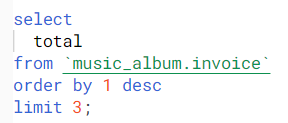 select
  total
from `music_album.invoice`
order by 1 desc
limit 3;